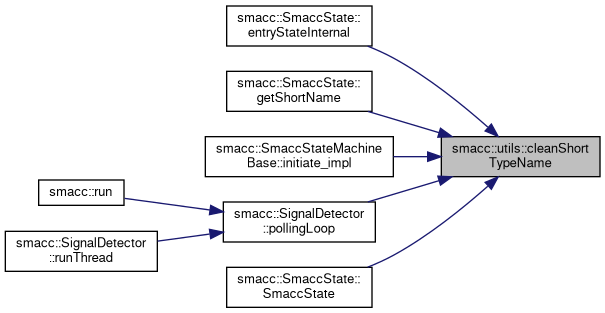 smacc::SmaccState::
entryStateInternal
smacc::SmaccState::
getShortName
smacc::utils::cleanShort
TypeName
smacc::SmaccStateMachine
Base::initiate_impl
smacc::run
smacc::SignalDetector
::pollingLoop
smacc::SignalDetector
::runThread
smacc::SmaccState::
SmaccState